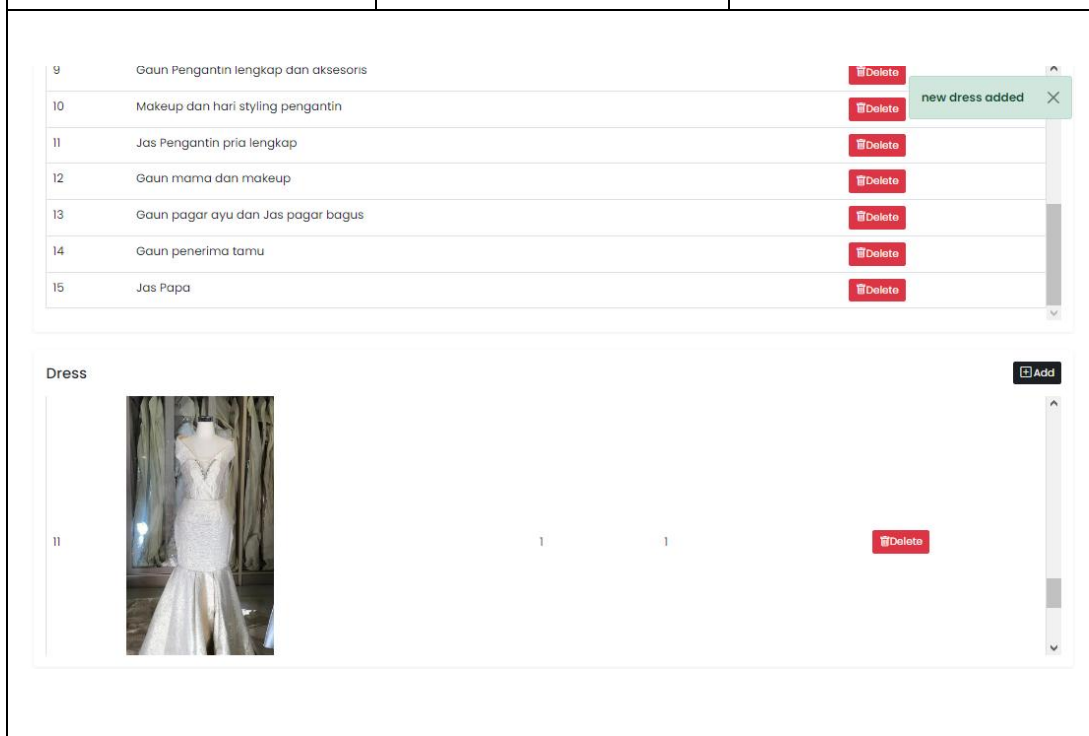 9 Gaun Pengantin lengkap dan aksesoris Delete
new dress added
10 Makeup dan hari styling pengantin Delete
11 Jas Pengantin pria lengkap Delete
12 Gaun mama dan makeup Delete
13 Gaun pagar ayu dan Jas pagar bagus Delete
14 Gaun penerima tamu Delete
15 Jas Papa Delete
Dress Add
11 1 1 Delete